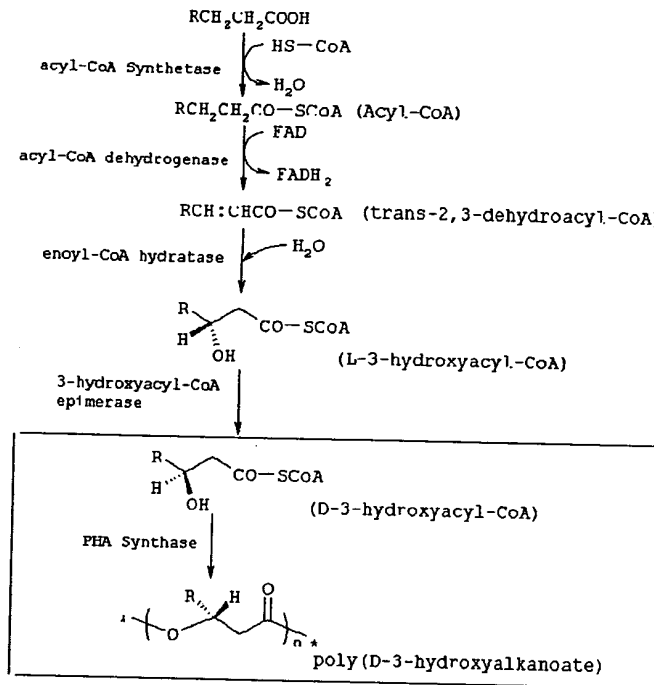 RCH2CH2COOH
HS—CoA
acyl-CoA Synthetase
H2O
RCH2CH2CO—SCoA (Acyl-CoA)
FAD
acyl-CoA dehydrogenase
FADH2
RCH:CHCO—SCoA (trans-2,3-dehydroacyl-CoA)
H2O
enoyl-CoA hydratase
R
CO—SCoA
H
OH
(L-3-hydroxyacyl-CoA)
3-hydroxyacyl-CoA
epimerase
R
CO—SCoA
H
OH
(D-3-hydroxyacyl-CoA)
PHA Synthase
O
R H
O
n *
poly(D-3-hydroxyalkanoate)